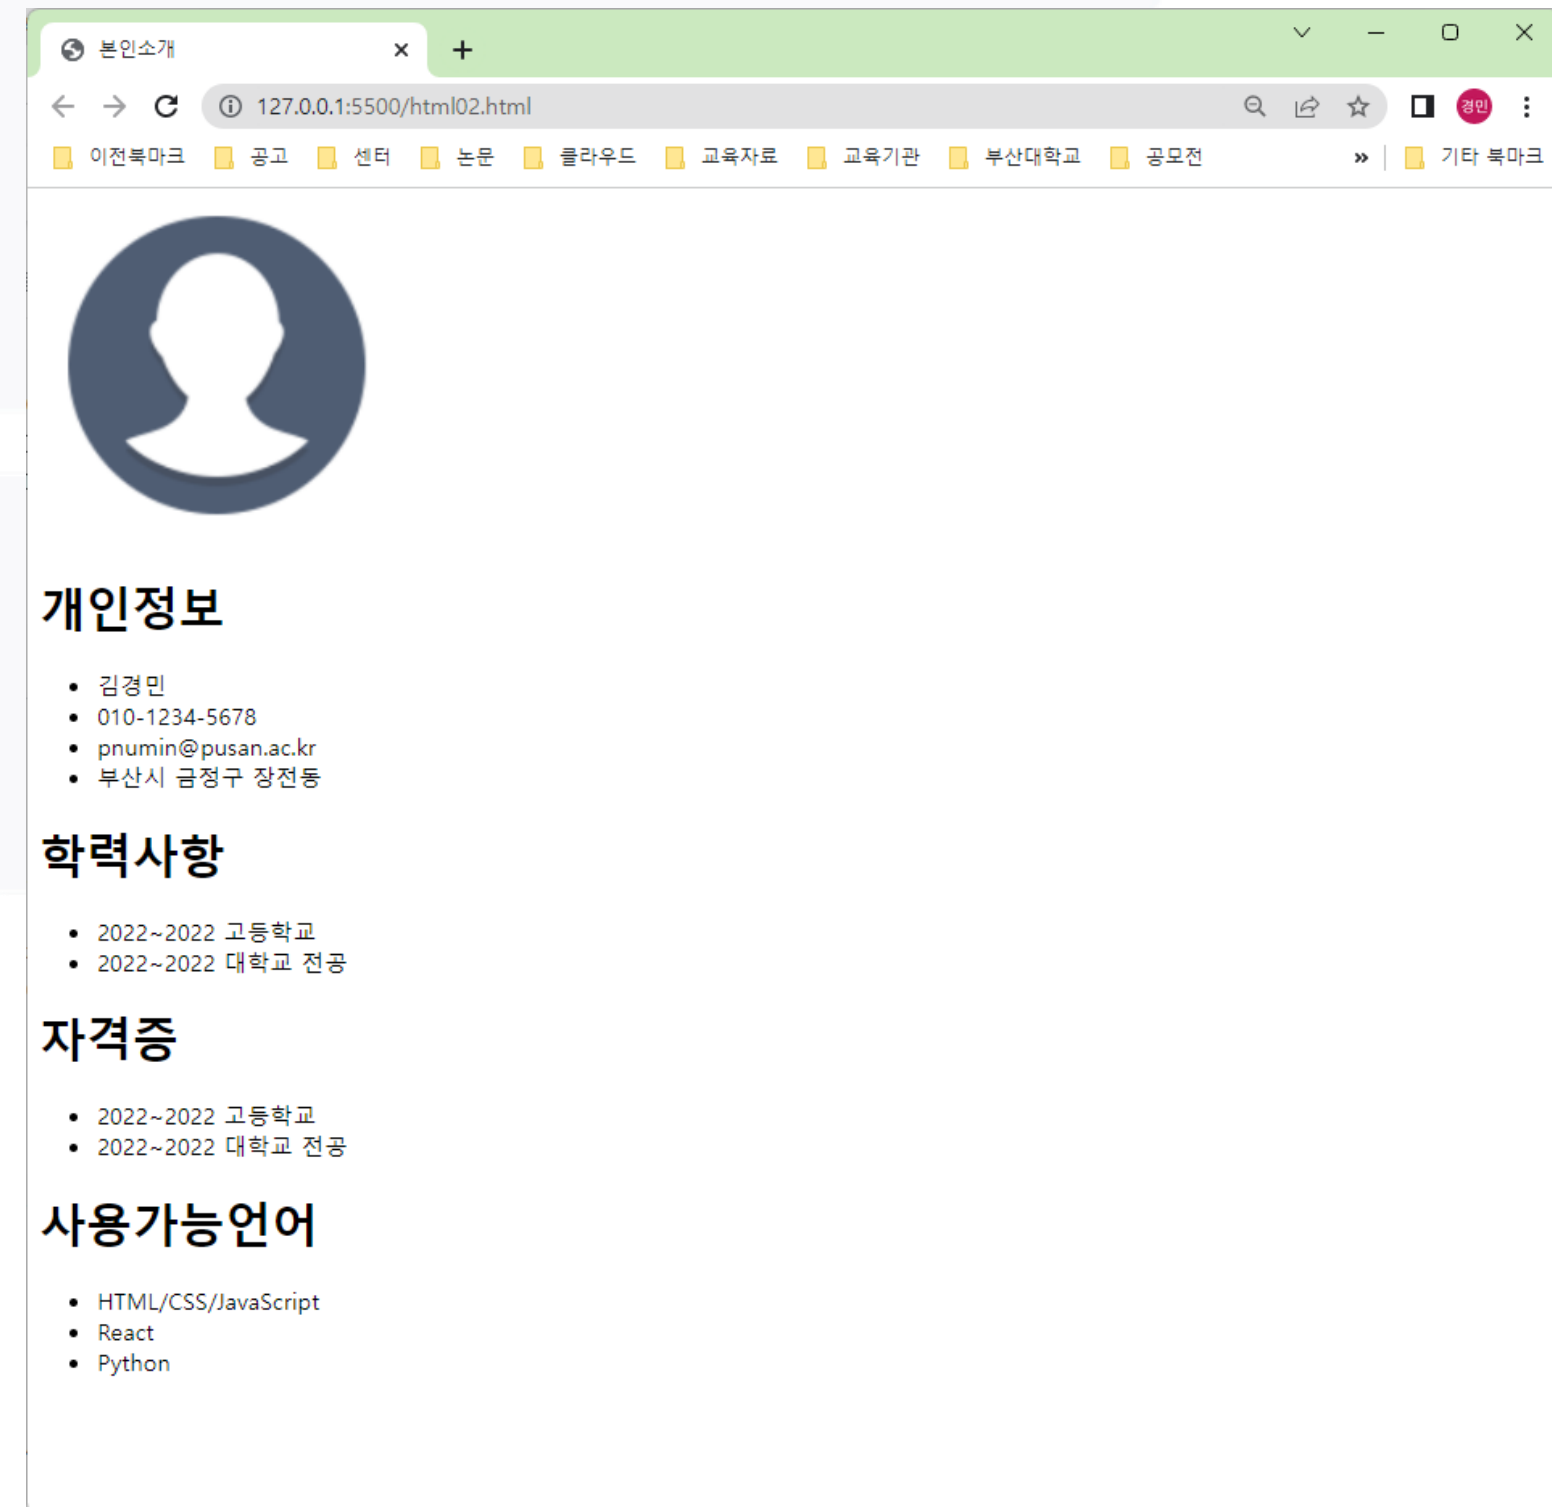 본인소개
127.0.0.1:5500/html02.html
경민
이전북마크 공고 센터 논문 클라우드 교육자료 교육기관 부산대학교 공모전 » 기타 북마크
개인정보
• 김경민
• 010-1234-5678
• pnumin@pusan.ac.kr
• 부산시 금정구 장전동
학력사항
• 2022~2022 고등학교
• 2022~2022 대학교 전공
자격증
• 2022~2022 고등학교
• 2022~2022 대학교 전공
사용가능언어
• HTML/CSS/JavaScript
• React
• Python